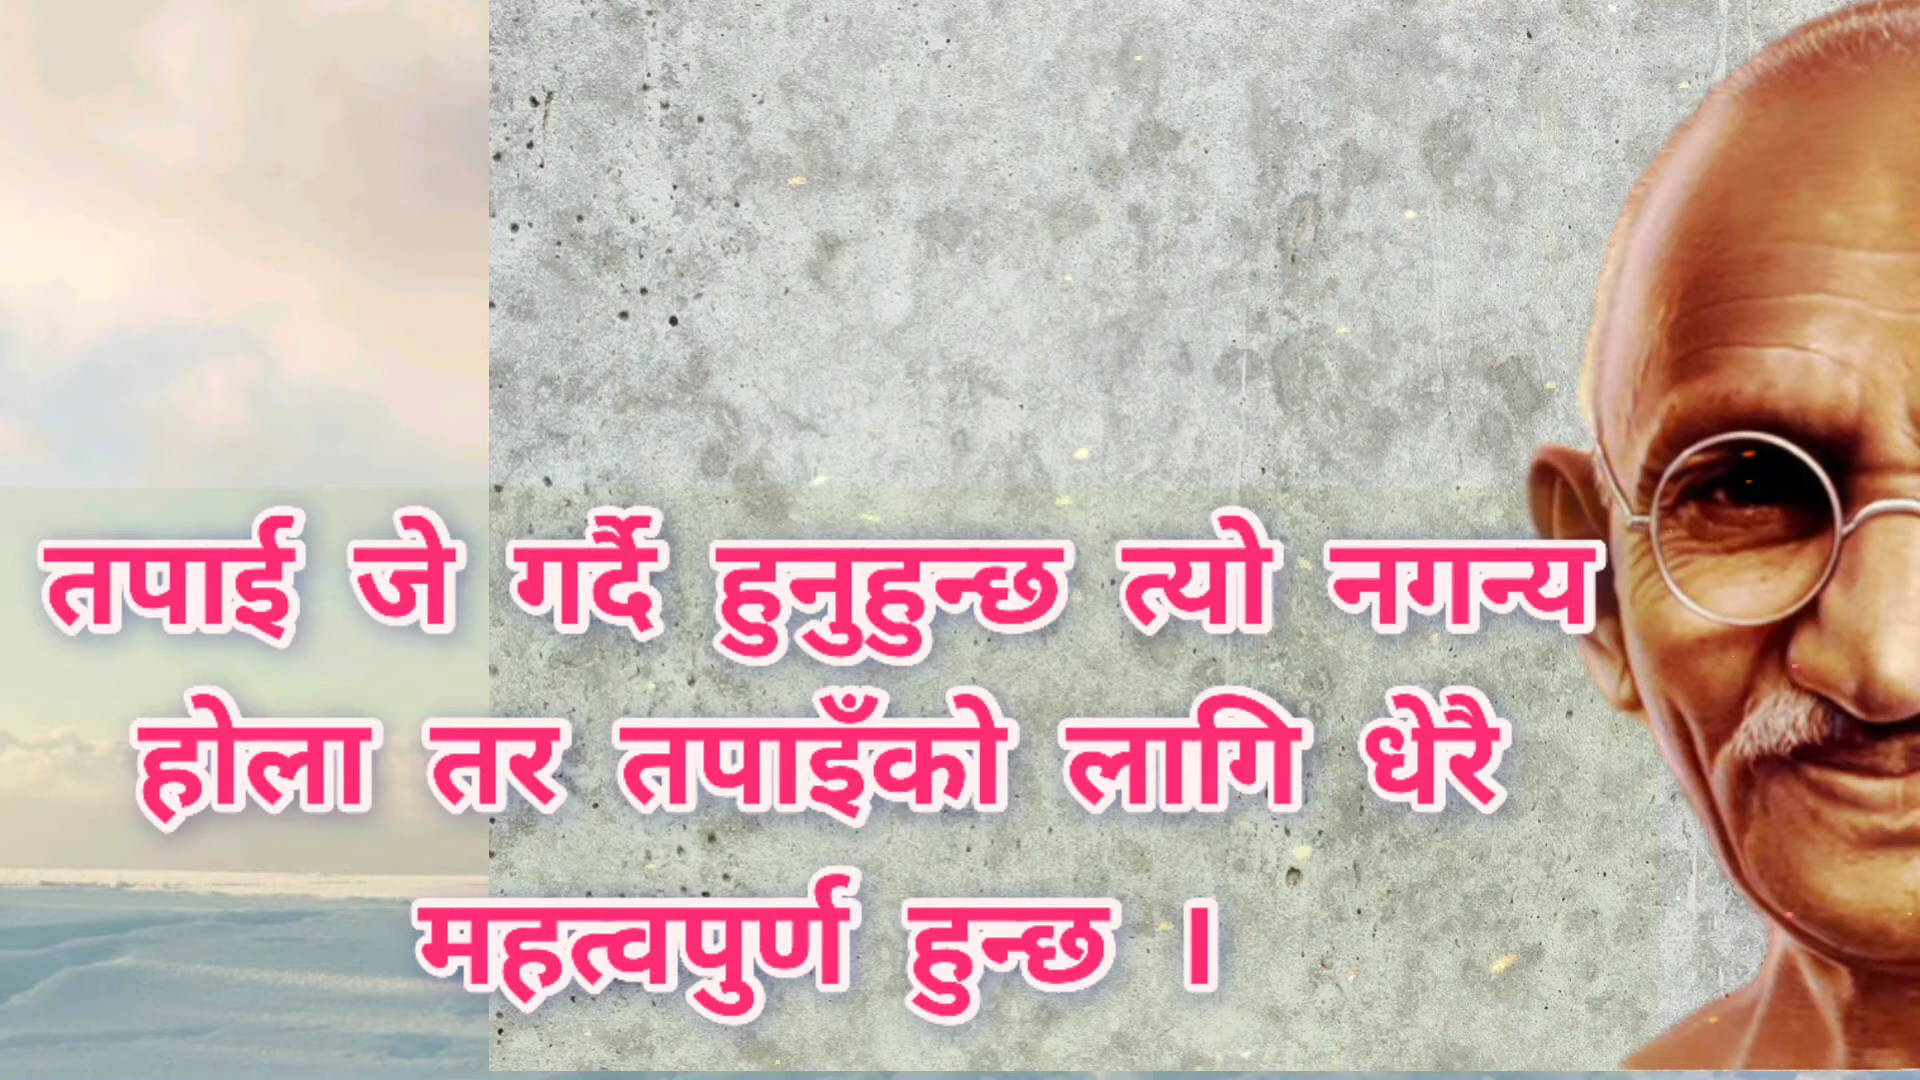 तपाई जे गर्दै हुनुहुन्छ त्यो नगन्य
होला तर तपाइँको लागि धेरै
महत्वपुर्ण हुन्छ ।